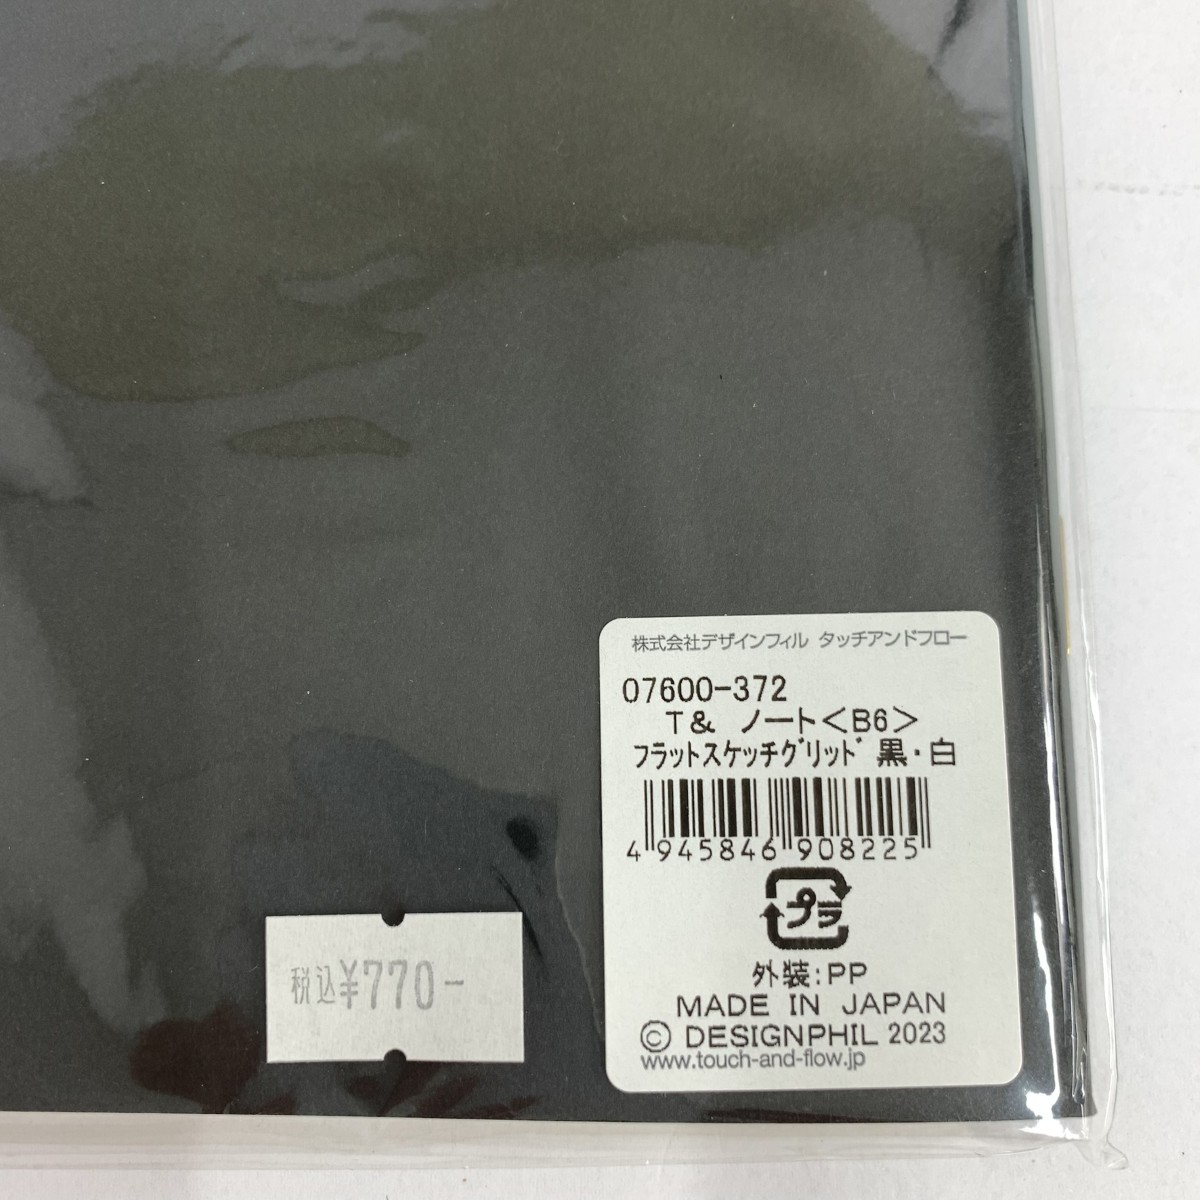 株式会社デザインフィル タッチアンドフロー
07600-372
T& ノート<B6>
フラットスケッチグリッド 黒・白
4 945846 908225
プラ
外装:PP
MADE IN JAPAN
© DESIGNPHIL 2023
www.touch-and-flow.jp
税込¥770-